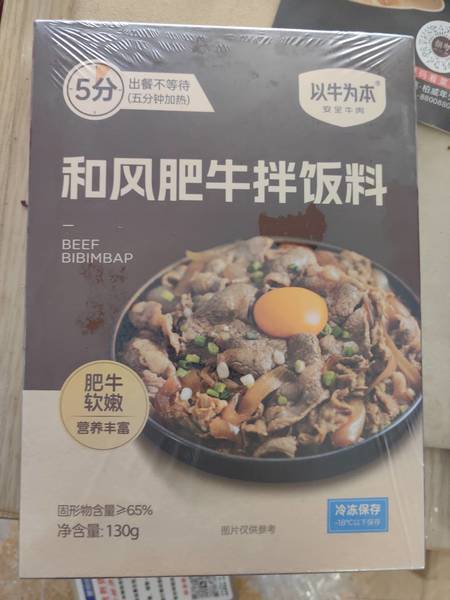 5分
出餐不等待
(五分钟加热)
以牛为本®
安全牛肉
和风肥牛拌饭料
BEEF
BIBIMBAP
肥牛
软嫩
营养丰富
固形物含量≥65%
净含量:130g
图片仅供参考
冷冻保存
-18℃以下保存